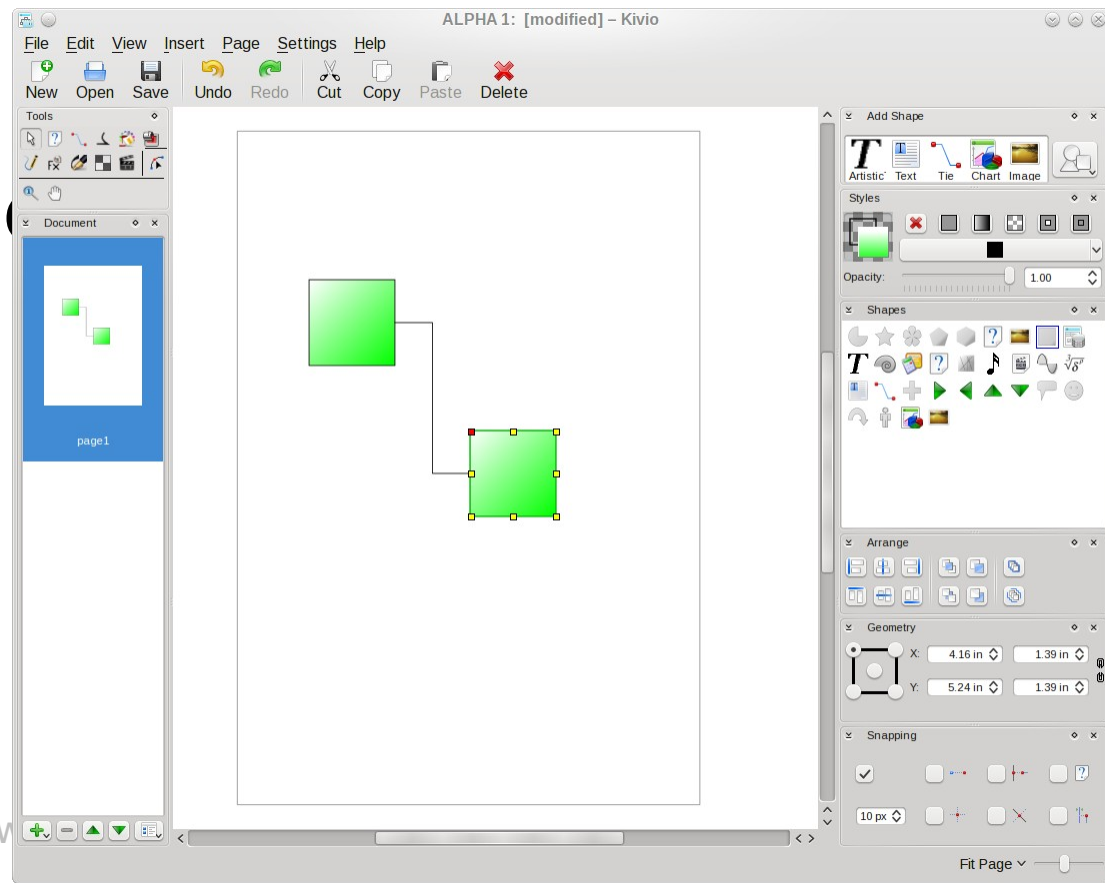 ALPHA 1:  [modified] – Kivio
File Edit View Insert Page Settings Help
New Open Save Undo Redo Cut Copy Paste Delete
Tools
Document
page1
Add Shape
Artistic Text Tie Chart Image
Styles
Opacity: 1.00
Shapes
Arrange
Geometry
X: 4.16 in 1.39 in
Y: 5.24 in 1.39 in
Snapping
10 px
Fit Page